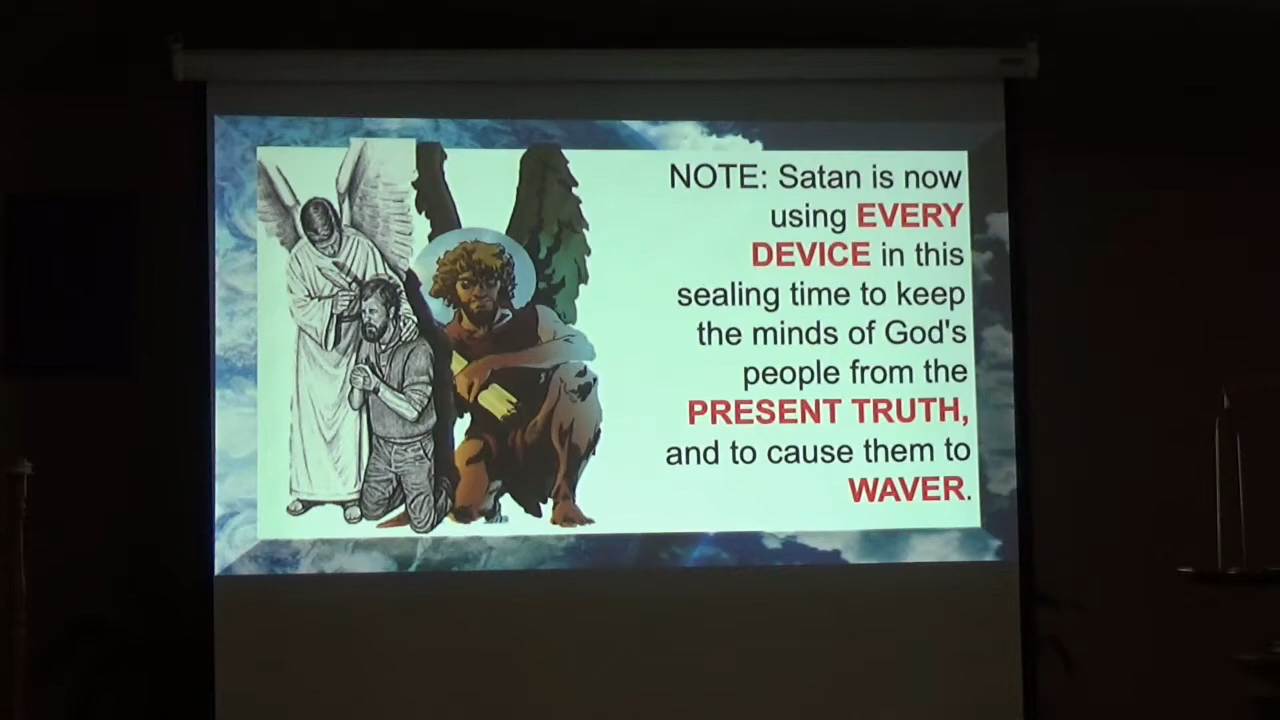 NOTE: Satan is now
using EVERY
DEVICE in this
sealing time to keep
the minds of God's
people from the
PRESENT TRUTH,
and to cause them to
WAVER.